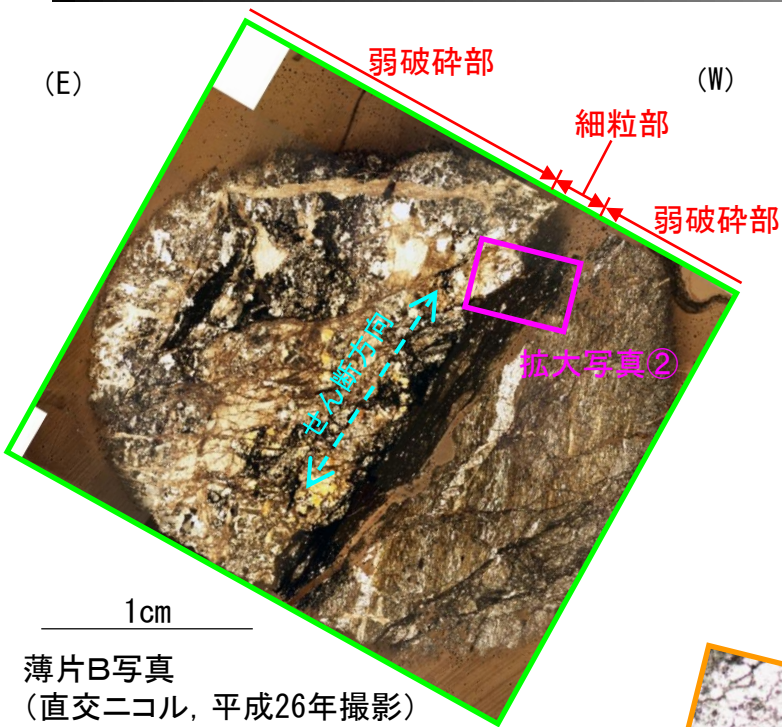 弱破砕部
(E)
(W)
細粒部
弱破砕部
せん断方向
拡大写真②
1cm
薄片B写真
(直交ニコル, 平成26年撮影)